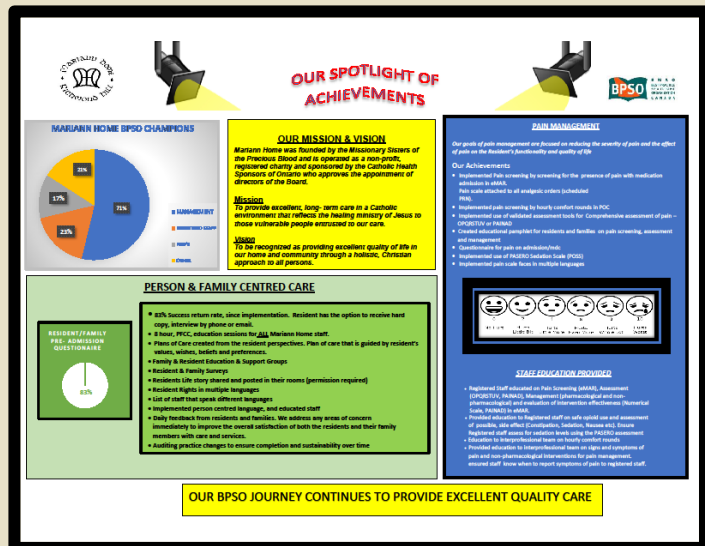 MARIANN HOME
RICHMOND HILL
OUR SPOTLIGHT OF
ACHIEVEMENTS
BPSO
MARIANN HOME BPSO CHAMPIONS
21%
17%
23%
71%
MANAGEMENT
REGISTERED STAFF
PSW'S
OTHER
OUR MISSION & VISION
Mariann Home was founded by the Missionary Sisters of
the Precious Blood and is operated as a non-profit,
registered charity and sponsored by the Catholic Health
Sponsors of Ontario who approves the appointment of
directors of the Board.
Mission
To provide excellent, long- term care in a Catholic
environment that reflects the healing ministry of Jesus to
those vulnerable people entrusted to our care.
Vision
To be recognized as providing excellent quality of life in
our home and community through a holistic, Christian
approach to all persons.
PAIN MANAGEMENT
Our goals of pain management are focused on reducing the severity of pain and the effect
of pain on the Resident's functionality and quality of life
Our Achievements
• Implemented Pain screening by screening for the presence of pain with medication
admission in eMAR.
Pain scale attached to all analgesic orders (scheduled
PRN).
• Implemented pain screening by hourly comfort rounds in POC
• Implemented use of validated assessment tools for Comprehensive assessment of pain –
OPQRSTUV or PAINAD
• Created educational pamphlet for residents and families on pain screening, assessment
and management
• Questionnaire for pain on admission/mds
• Implemented use of PASERO Sedation Scale (POSS)
• Implemented pain scale faces in multiple languages
STAFF EDUCATION PROVIDED
• Registered Staff educated on Pain Screening (eMAR), Assessment
(OPQRSTUV, PAINAD), Management (pharmacological and non-
pharmacological) and evaluation of intervention effectiveness (Numerical
Scale, PAINAD) in eMAR.
• Provided education to Registered staff on safe opioid use and assessment
of possible, side effect (Constipation, Sedation, Nausea etc). Ensure
Registered staff assess for sedation levels using the PASERO assessment
• Education to Interprofessional team on hourly comfort rounds
• Provided education to Interprofessional team on signs and symptoms of
pain and non-pharmacological interventions for pain management.
ensured staff know when to report symptoms of pain to registered staff.
PERSON & FAMILY CENTRED CARE
RESIDENT/FAMILY
PRE- ADMISSION
QUESTIONAIRE
83%
• 83% Success return rate, since implementation. Resident has the option to receive hard
copy, interview by phone or email.
• 8 hour, PFCC, education sessions for ALL Mariann Home staff.
• Plans of Care created from the resident perspectives. Plan of care that is guided by resident's
values, wishes, beliefs and preferences.
• Family & Resident Education & Support Groups
• Resident & Family Surveys
• Residents Life story shared and posted in their rooms (permission required)
• Resident Rights in multiple languages
• List of staff that speak different languages
• Implemented person centred language, and educated staff
• Daily feedback from residents and families. We address any areas of concern
immediately to improve the overall satisfaction of both the residents and their family
members with care and services.
• Auditing practice changes to ensure completion and sustainability over time
OUR BPSO JOURNEY CONTINUES TO PROVIDE EXCELLENT QUALITY CARE